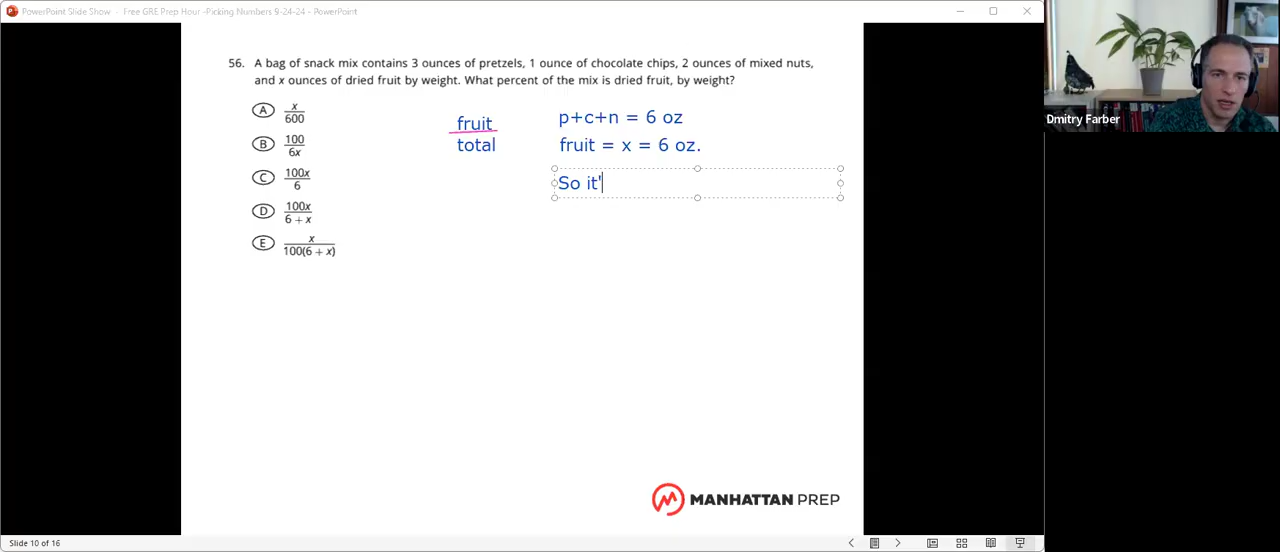 PowerPoint Slide Show - Free GRE Prep Hour -Picking Numbers 9-24-24 - PowerPoint
56. A bag of snack mix contains 3 ounces of pretzels, 1 ounce of chocolate chips, 2 ounces of mixed nuts,
and x ounces of dried fruit by weight. What percent of the mix is dried fruit, by weight?
A x/600
B 100/6x
C 100x/6
D 100x/6 + x
E x/100(6 + x)
fruit
total
p+c+n = 6 oz
fruit = x = 6 oz.
So it'
Dmitry Farber
MANHATTAN PREP
Slide 10 of 16